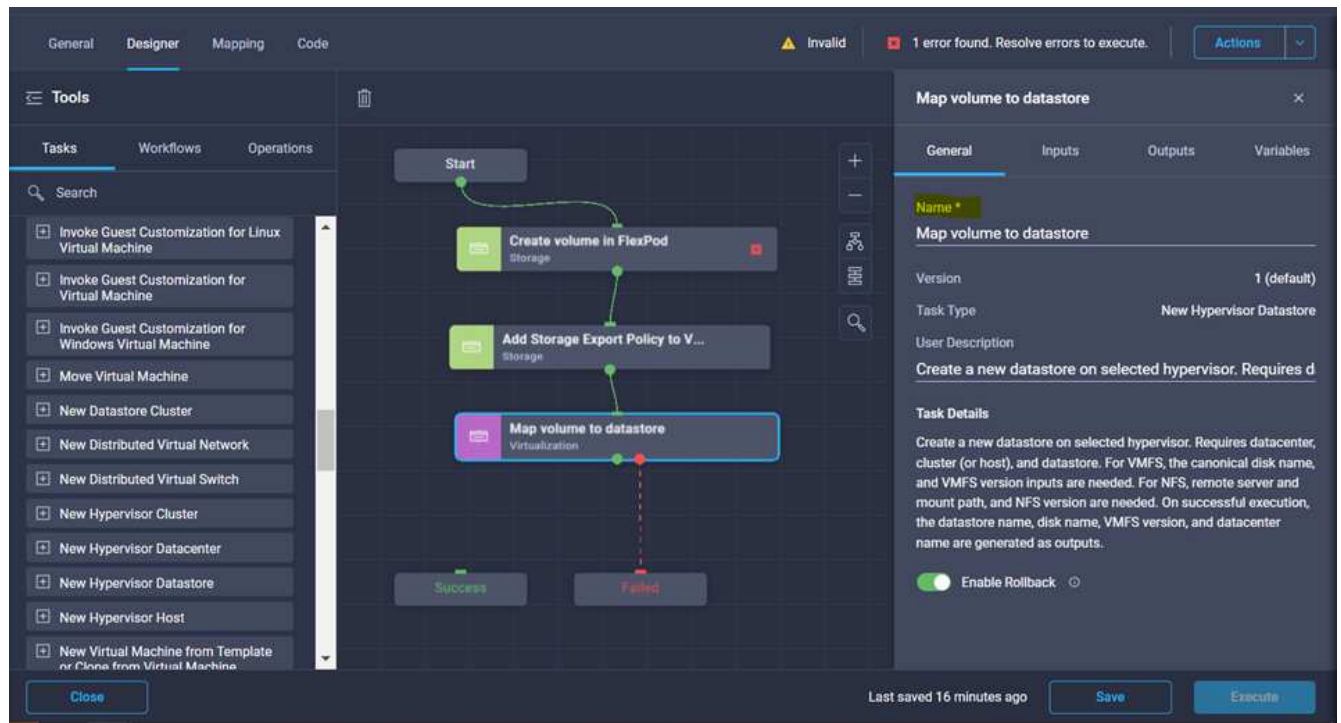 General Designer Mapping Code Invalid 1 error found. Resolve errors to execute. Actions
Tools
Tasks Workflows Operations
Search
Invoke Guest Customization for Linux
Virtual Machine
Invoke Guest Customization for
Virtual Machine
Invoke Guest Customization for
Windows Virtual Machine
Move Virtual Machine
New Datastore Cluster
New Distributed Virtual Network
New Distributed Virtual Switch
New Hypervisor Cluster
New Hypervisor Datacenter
New Hypervisor Datastore
New Hypervisor Host
New Virtual Machine from Template
or Clone from Virtual Machine
Start
Create volume in FlexPod
Storage
Add Storage Export Policy to V...
Storage
Map volume to datastore
Virtualization
Success Failed
Map volume to datastore
General Inputs Outputs Variables
Name *
Map volume to datastore
Version 1 (default)
Task Type New Hypervisor Datastore
User Description
Create a new datastore on selected hypervisor. Requires d
Task Details
Create a new datastore on selected hypervisor. Requires datacenter,
cluster (or host), and datastore. For VMFS, the canonical disk name,
and VMFS version inputs are needed. For NFS, remote server and
mount path, and NFS version are needed. On successful execution,
the datastore name, disk name, VMFS version, and datacenter
name are generated as outputs.
Enable Rollback
Close Last saved 16 minutes ago Save Execute